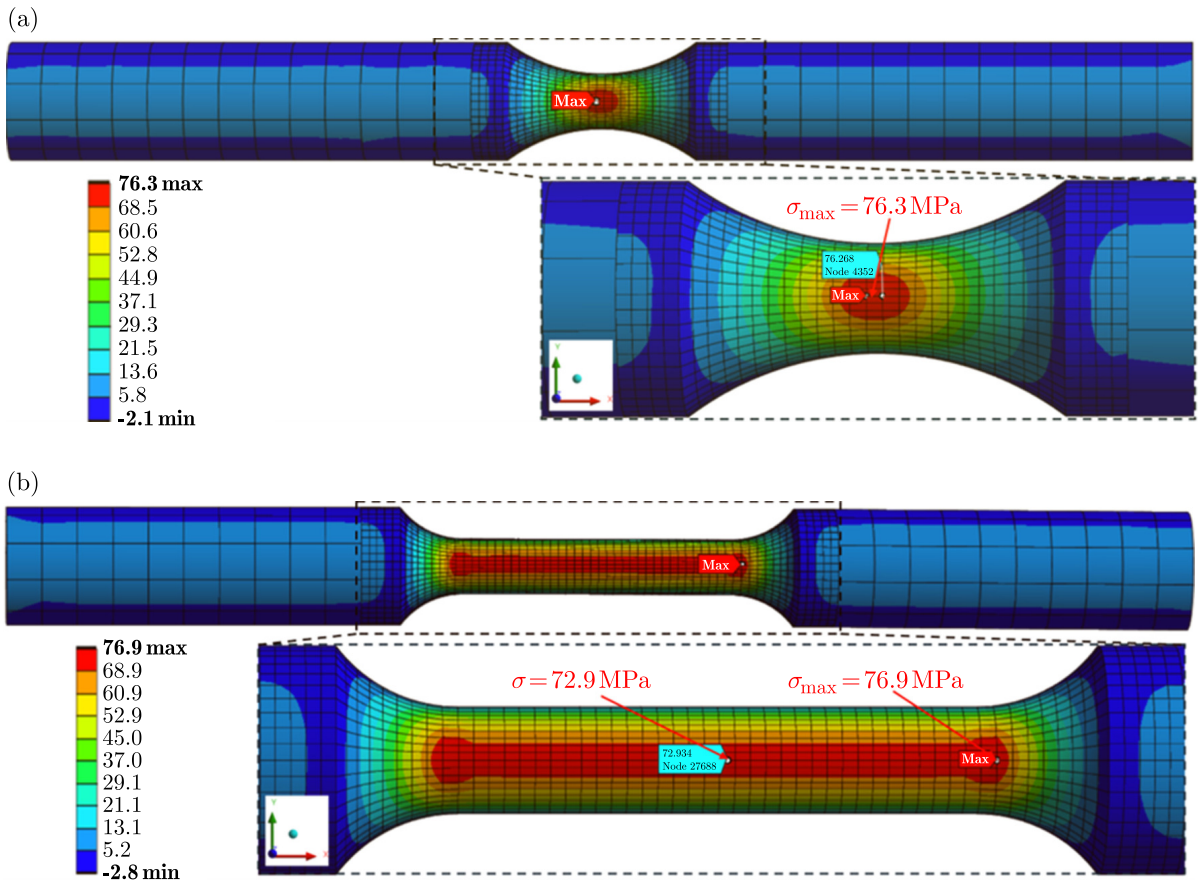 (a)
Max
76.3 max
68.5
60.6
52.8
44.9
37.1
29.3
21.5
13.6
5.8
-2.1 min
σmax = 76.3 MPa
76.268
Node 4352
Max
Y
X
(b)
Max
76.9 max
68.9
60.9
52.9
45.0
37.0
29.1
21.1
13.1
5.2
-2.8 min
σ = 72.9 MPa
σmax = 76.9 MPa
72.934
Node 27688
Max
Y
X